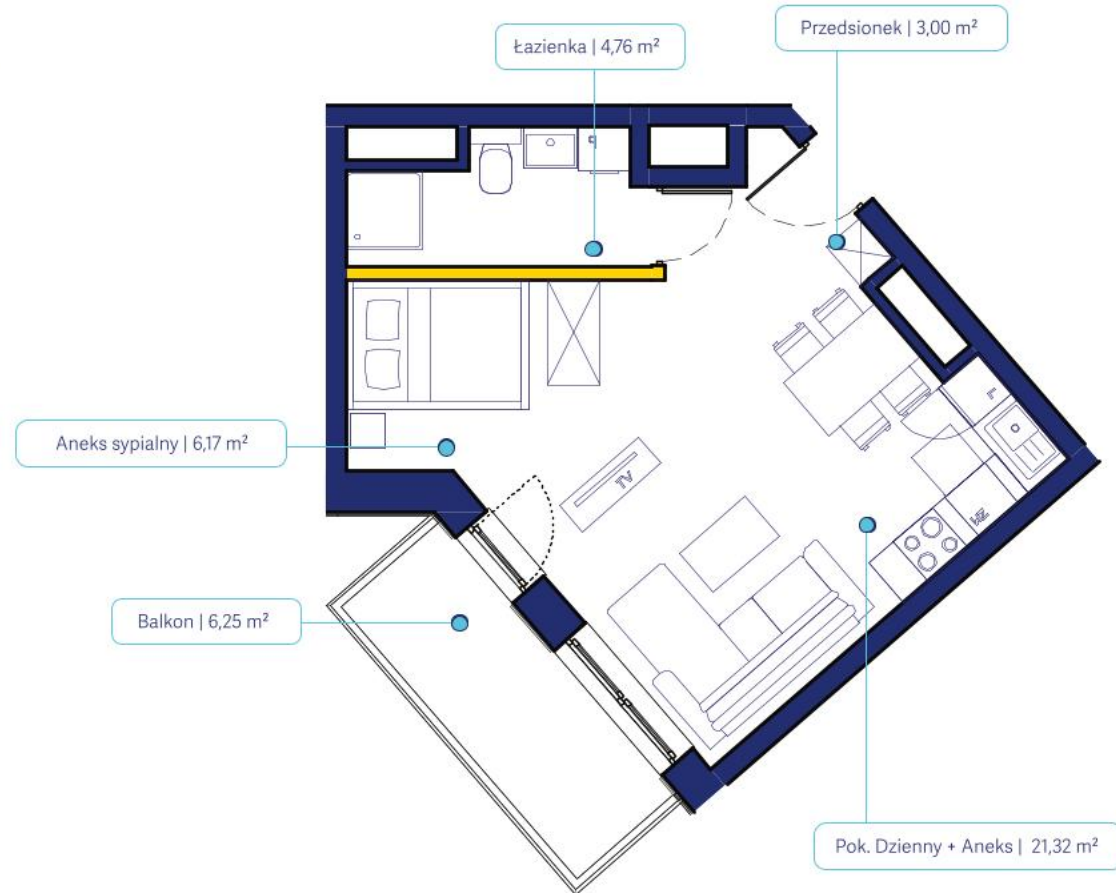 Przedsionek | 3,00 m²
Łazienka | 4,76 m²
Aneks sypialny | 6,17 m²
TV
L
ZM
Balkon | 6,25 m²
Pok. Dzienny + Aneks | 21,32 m²